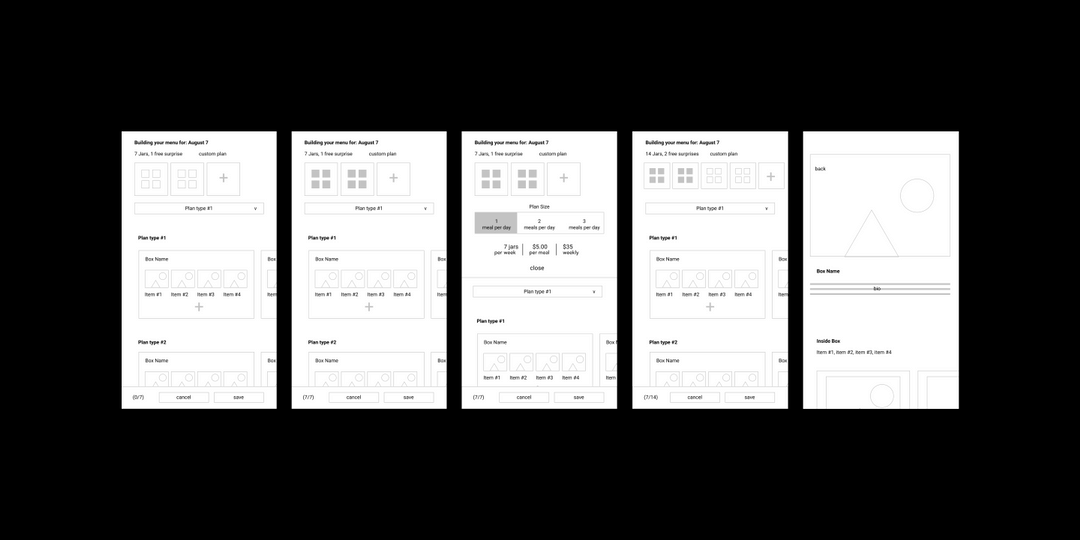 Building your menu for: August 7
7 Jars, 1 free surprise custom plan
+
Plan type #1 v
Plan type #1
Box Name
Item #1 Item #2 Item #3 Item #4
+
Plan type #2
Box Name
Box
Box
(0/7) cancel save
Building your menu for: August 7
7 Jars, 1 free surprise custom plan
+
Plan type #1 v
Plan type #1
Box Name
Item #1 Item #2 Item #3 Item #4
+
Plan type #2
Box Name
Box
Box
(7/7) cancel save
Building your menu for: August 7
7 Jars, 1 free surprise custom plan
+
Plan Size
1 2 3
meal per day meals per day meals per day
7 jars $5.00 $35
per week per meal weekly
close
Plan type #1 v
Plan type #1
Box Name
Box
Item #1 Item #2 Item #3 Item #4
(7/7) cancel save
Building your menu for: August 7
14 Jars, 2 free surprises custom plan
+
Plan type #1 v
Plan type #1
Box Name
Item #1 Item #2 Item #3 Item #4
+
Plan type #2
Box Name
Box
Box
(7/14) cancel save
back
Box Name
bio
Inside Box
Item #1, Item #2, Item #3, Item #4